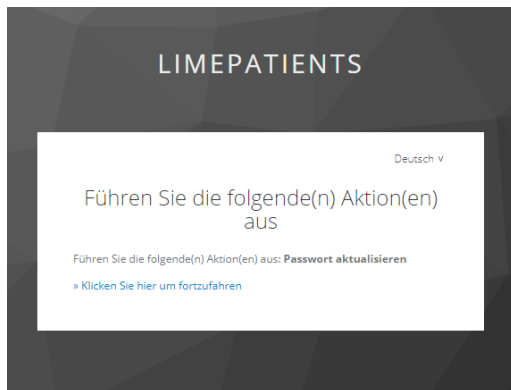 LIMEPATIENTS
Deutsch ∨
Führen Sie die folgende(n) Aktion(en)
aus
Führen Sie die folgende(n) Aktion(en) aus: Passwort aktualisieren
» Klicken Sie hier um fortzufahren